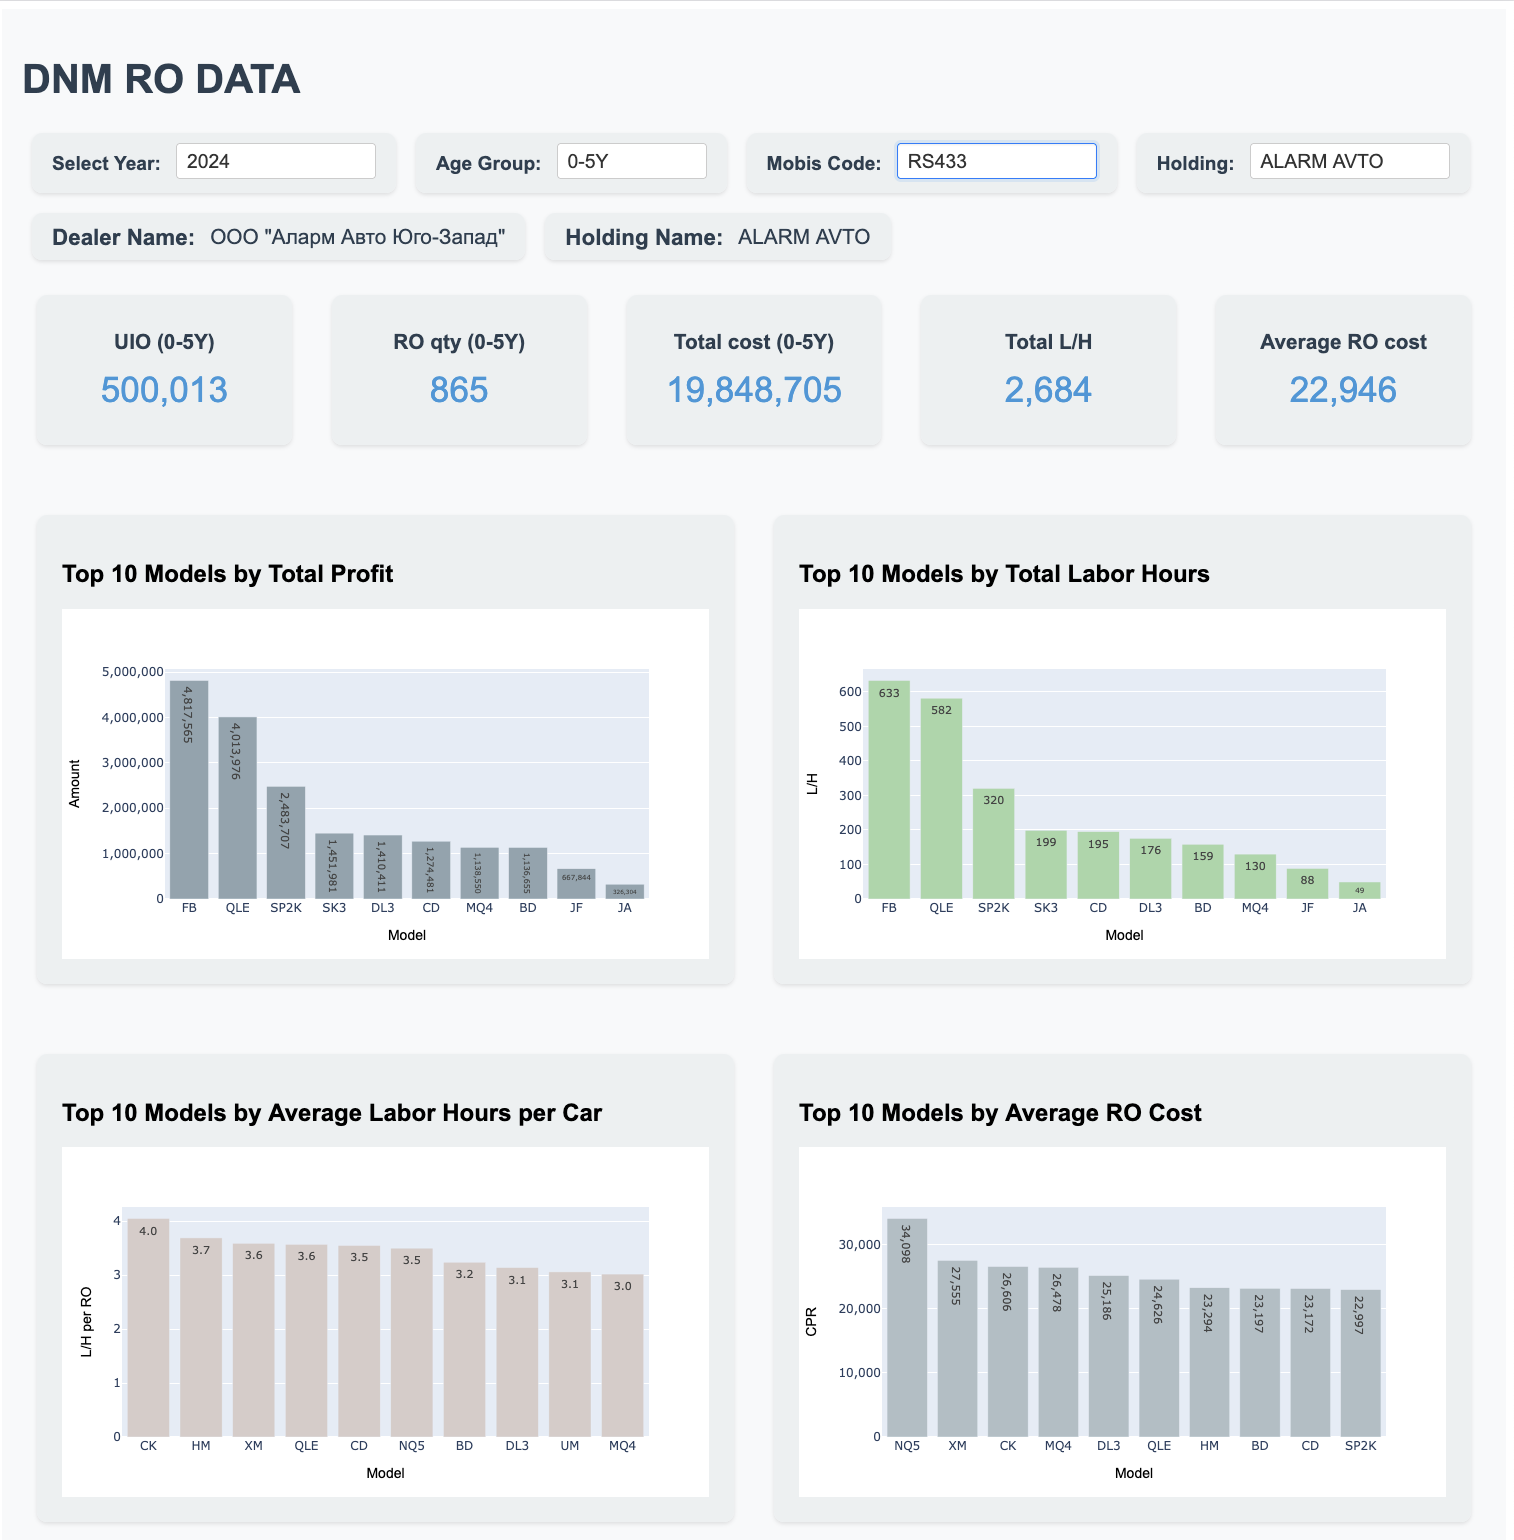 DNM RO DATA
Select Year: 2024 Age Group: 0-5Y Mobis Code: RS433 Holding: ALARM AVTO
Dealer Name: ООО "Аларм Авто Юго-Запад" Holding Name: ALARM AVTO
UIO (0-5Y) RO qty (0-5Y) Total cost (0-5Y) Total L/H Average RO cost
500,013 865 19,848,705 2,684 22,946
Top 10 Models by Total Profit
Amount
5,000,000
4,000,000
3,000,000
2,000,000
1,000,000
0
4,817,565 4,013,976 2,483,707 1,451,981 1,410,411 1,274,481 1,138,550 1,136,655 667,844 326,304
FB QLE SP2K SK3 DL3 CD MQ4 BD JF JA
Model
Top 10 Models by Total Labor Hours
L/H
600
500
400
300
200
100
0
633 582 320 199 195 176 159 130 88 49
FB QLE SP2K SK3 CD DL3 BD MQ4 JF JA
Model
Top 10 Models by Average Labor Hours per Car
L/H per RO
4
3
2
1
0
4.0 3.7 3.6 3.6 3.5 3.5 3.2 3.1 3.1 3.0
CK HM XM QLE CD NQ5 BD DL3 UM MQ4
Model
Top 10 Models by Average RO Cost
CPR
30,000
20,000
10,000
0
34,098 27,555 26,606 26,478 25,186 24,626 23,294 23,197 23,172 22,997
NQ5 XM CK MQ4 DL3 QLE HM BD CD SP2K
Model